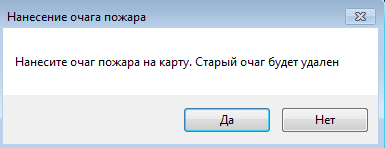 Нанесение очага пожара
Нанесите очаг пожара на карту. Старый очаг будет удален
Да
Нет